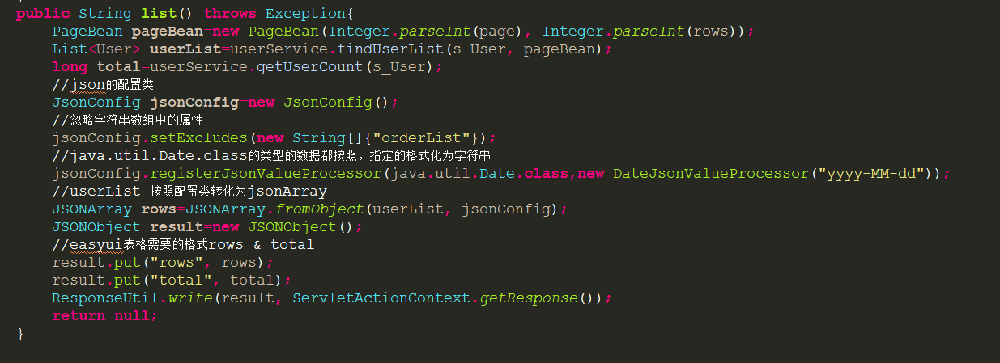 public String list() throws Exception{
PageBean pageBean=new PageBean(Integer.parseInt(page), Integer.parseInt(rows));
List<User> userList=userService.findUserList(s_User, pageBean);
long total=userService.getUserCount(s_User);
//json的配置类
JsonConfig jsonConfig=new JsonConfig();
//忽略字符串数组中的属性
jsonConfig.setExcludes(new String[]{"orderList"});
//java.util.Date.class的类型的数据都按照，指定的格式化为字符串
jsonConfig.registerJsonValueProcessor(java.util.Date.class,new DateJsonValueProcessor("yyyy-MM-dd"));
//userList 按照配置类转化为jsonArray
JSONArray rows=JSONArray.fromObject(userList, jsonConfig);
JSONObject result=new JSONObject();
//easyui表格需要的格式rows & total
result.put("rows", rows);
result.put("total", total);
ResponseUtil.write(result, ServletActionContext.getResponse());
return null;
}